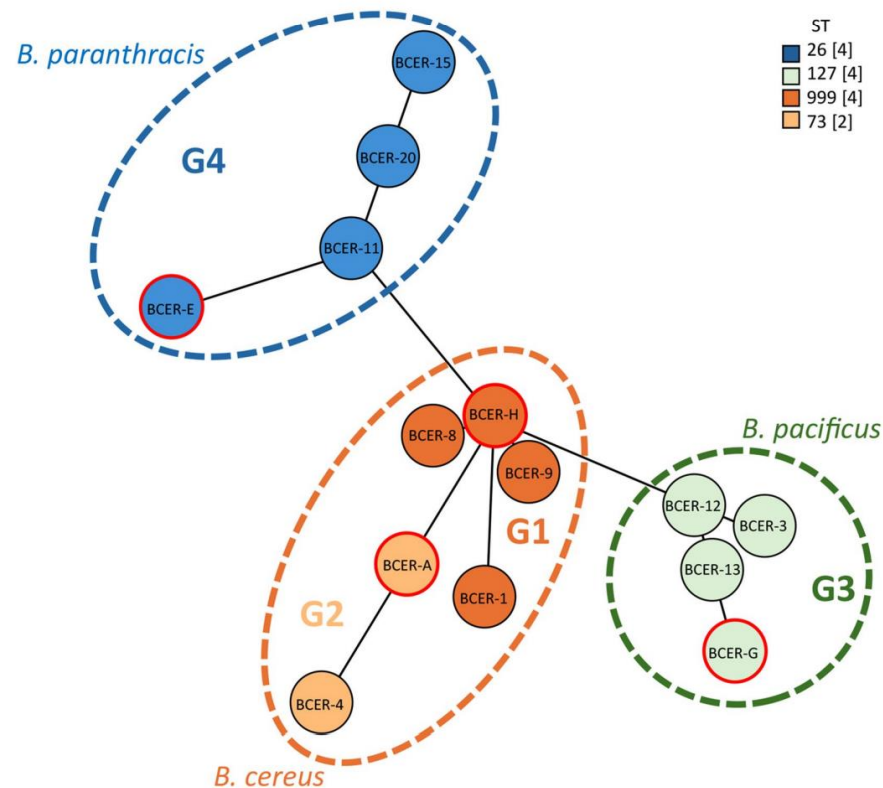 B. paranthracis
BCER-15
ST
26 [4]
127 [4]
999 [4]
73 [2]
BCER-20
G4
BCER-11
BCER-E
BCER-H
BCER-8
BCER-9
B. pacificus
BCER-12
BCER-3
G1
BCER-A
BCER-13
G3
BCER-1
G2
BCER-G
BCER-4
B. cereus